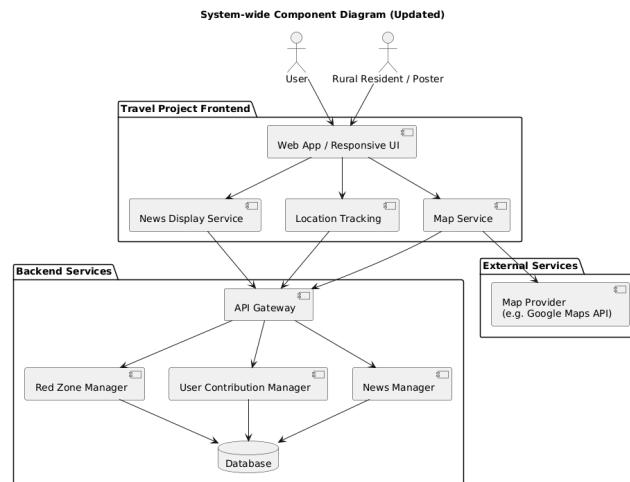 System-wide Component Diagram (Updated)
User
Rural Resident / Poster
Travel Project Frontend
Web App / Responsive UI
News Display Service
Location Tracking
Map Service
Backend Services
External Services
API Gateway
Map Provider
(e.g. Google Maps API)
Red Zone Manager
User Contribution Manager
News Manager
Database